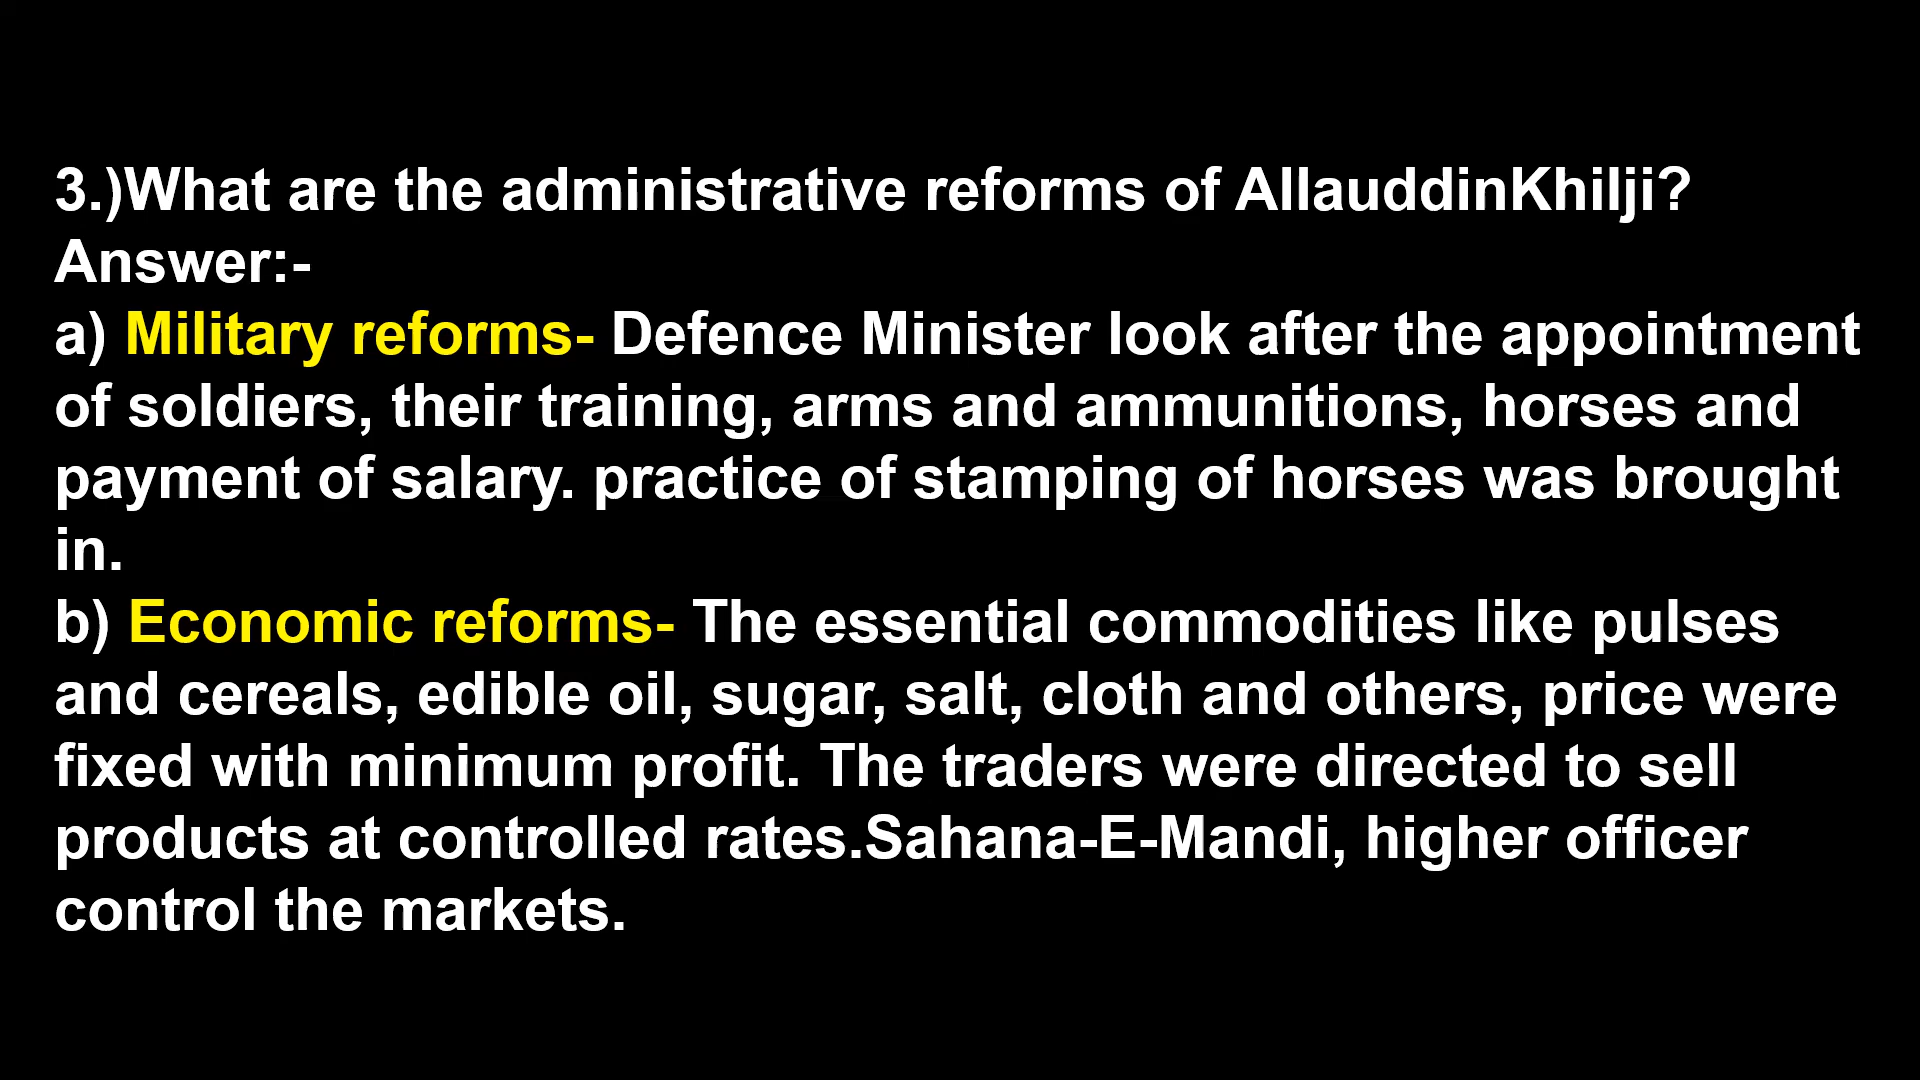 3.)What are the administrative reforms of AllauddinKhilji?
Answer:-
a) Military reforms- Defence Minister look after the appointment
of soldiers, their training, arms and ammunitions, horses and
payment of salary. practice of stamping of horses was brought
in.
b) Economic reforms- The essential commodities like pulses
and cereals, edible oil, sugar, salt, cloth and others, price were
fixed with minimum profit. The traders were directed to sell
products at controlled rates.Sahana-E-Mandi, higher officer
control the markets.